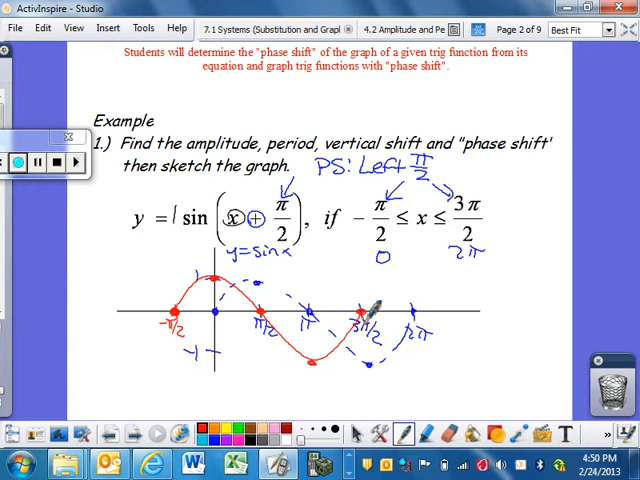 ActivInspire - Studio
File Edit View Insert Tools Help 7.1 Systems (Substitution and Graph 4.2 Amplitude and Pe Page 2 of 9 Best Fit
Students will determine the "phase shift" of the graph of a given trig function from its
equation and graph trig functions with "phase shift".
Example
1.) Find the amplitude, period, vertical shift and "phase shift"
then sketch the graph. PS: Left π/2
y = 1 sin (x + π/2), if - π/2 ≤ x ≤ 3π/2
y=sinx 0 2π
1
-π/2 π/2 π 3π/2 2π
-1
4:50 PM
2/24/2013